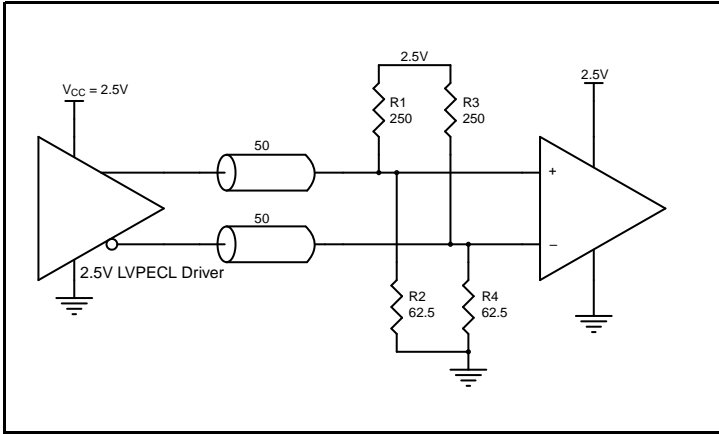 2.5V
V_CC = 2.5V
2.5V
R1
250
R3
250
50
+
50
−
2.5V LVPECL Driver
R2
62.5
R4
62.5